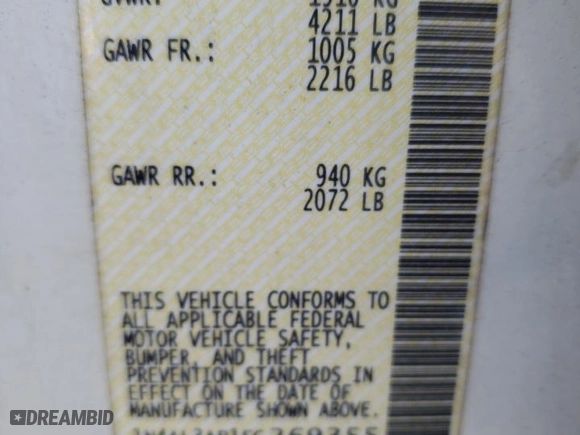 4211 LB
GAWR FR.: 1005 KG
2216 LB
GAWR RR.: 940 KG
2072 LB
THIS VEHICLE CONFORMS TO
ALL APPLICABLE FEDERAL
MOTOR VEHICLE SAFETY,
BUMPER, AND THEFT
PREVENTION STANDARDS IN
EFFECT ON THE DATE OF
MANUFACTURE SHOWN ABOVE.
DREAMBID